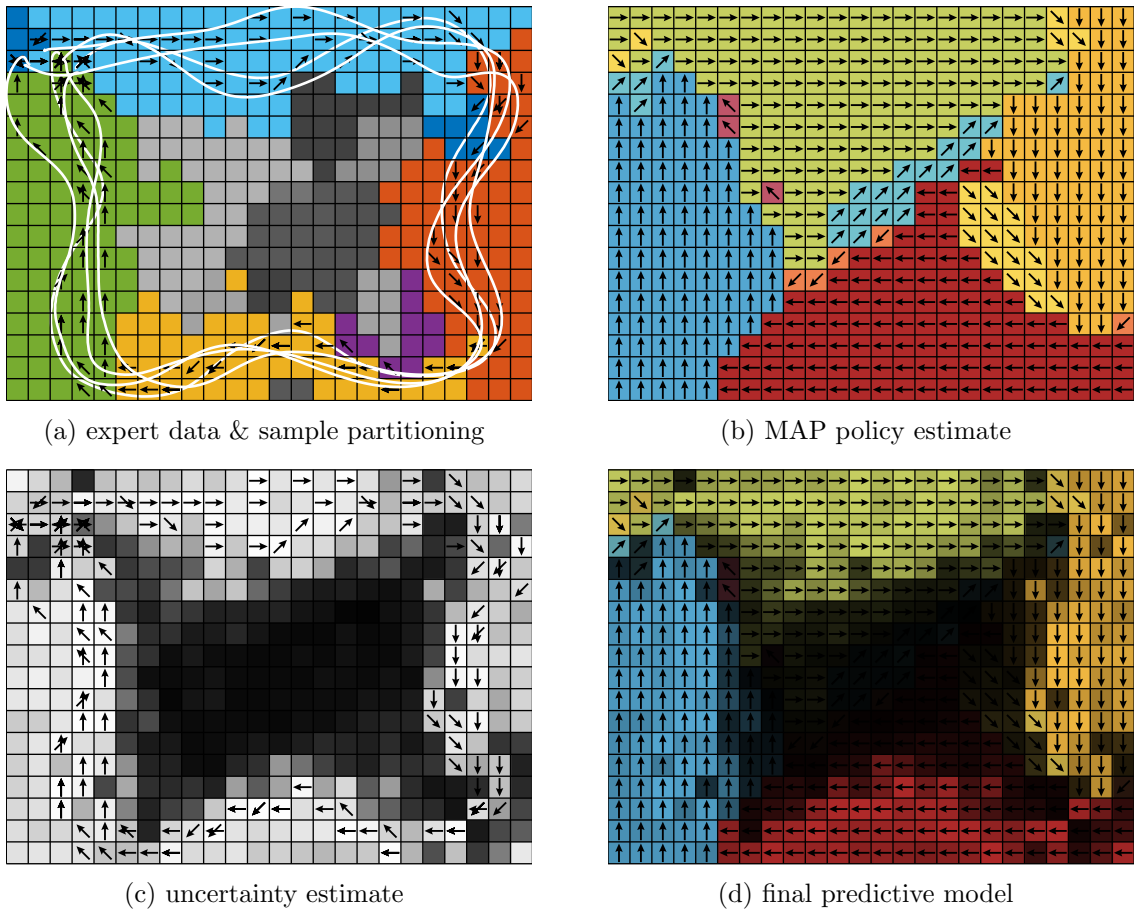 (a) expert data & sample partitioning
(b) MAP policy estimate
(c) uncertainty estimate
(d) final predictive model